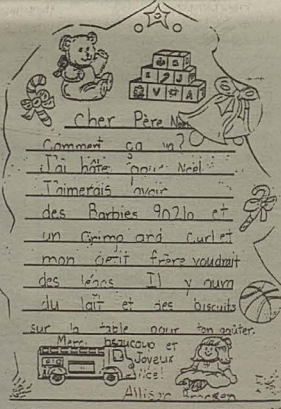 Cher Père Noël
Comment ça va?
J'ai hâte pour Noël.
J'aimerais avoir
des Barbies 90210 et
un Crimp and Curl et
mon petit frère voudrait
des légos. Il y aura
du lait et des biscuits
sur la table pour ton goûter.
Merci beaucoup et
Joyeux
Allison